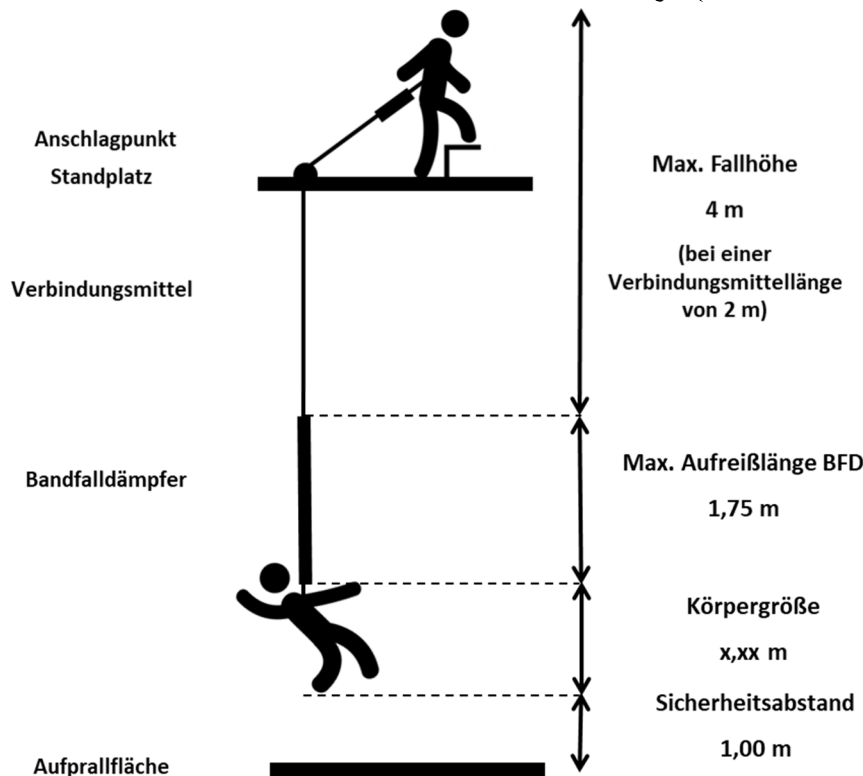 Anschlagpunkt
Standplatz
Max. Fallhöhe
4 m
(bei einer
Verbindungsmittellänge
von 2 m)
Verbindungsmittel
Bandfalldämpfer
Max. Aufreißlänge BFD
1,75 m
Körpergröße
x,xx m
Sicherheitsabstand
1,00 m
Aufprallfläche